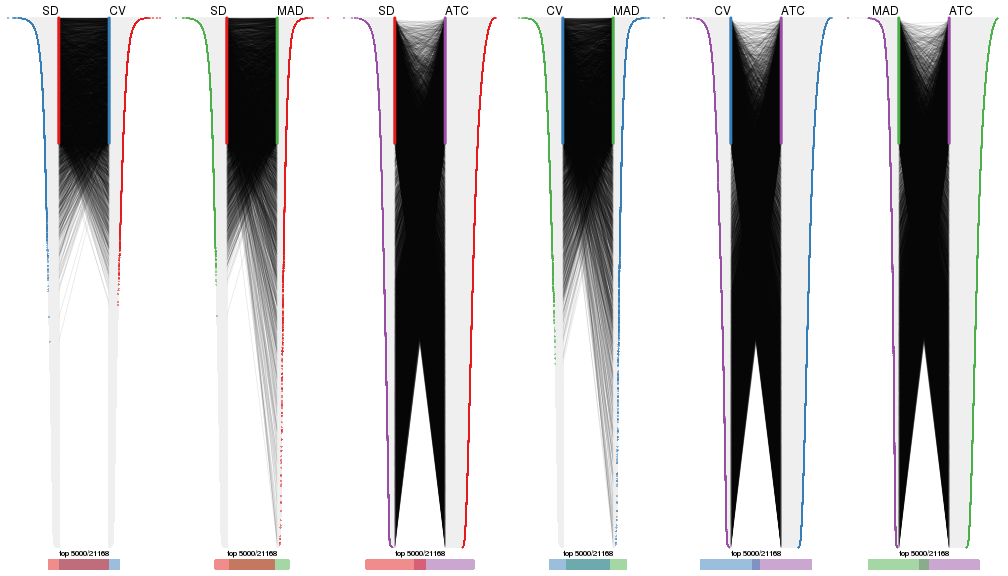 SD CV
SD MAD
SD ATC
CV MAD
CV ATC
MAD ATC
top 5000/21168
top 5000/21168
top 5000/21168
top 5000/21168
top 5000/21168
top 5000/21168